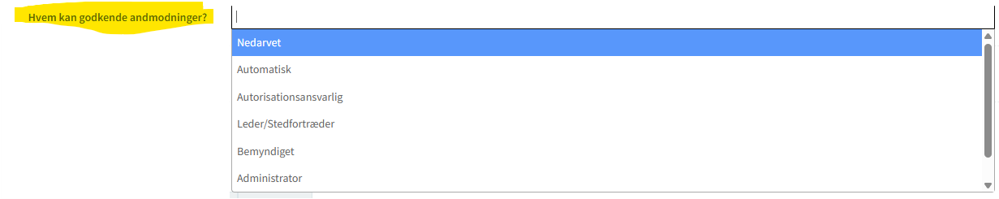 Hvem kan godkende andmodninger?
Nedarvet
Automatisk
Autorisationsansvarlig
Leder/Stedfortræder
Bemyndiget
Administrator